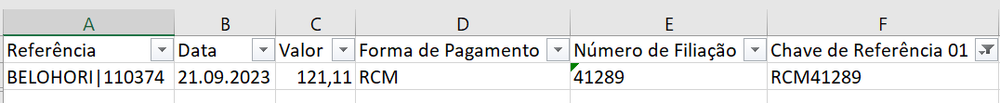 A B C D E F
Referência Data Valor Forma de Pagamento Número de Filiação Chave de Referência 01
BELOHORI|110374 21.09.2023 121,11 RCM 41289 RCM41289